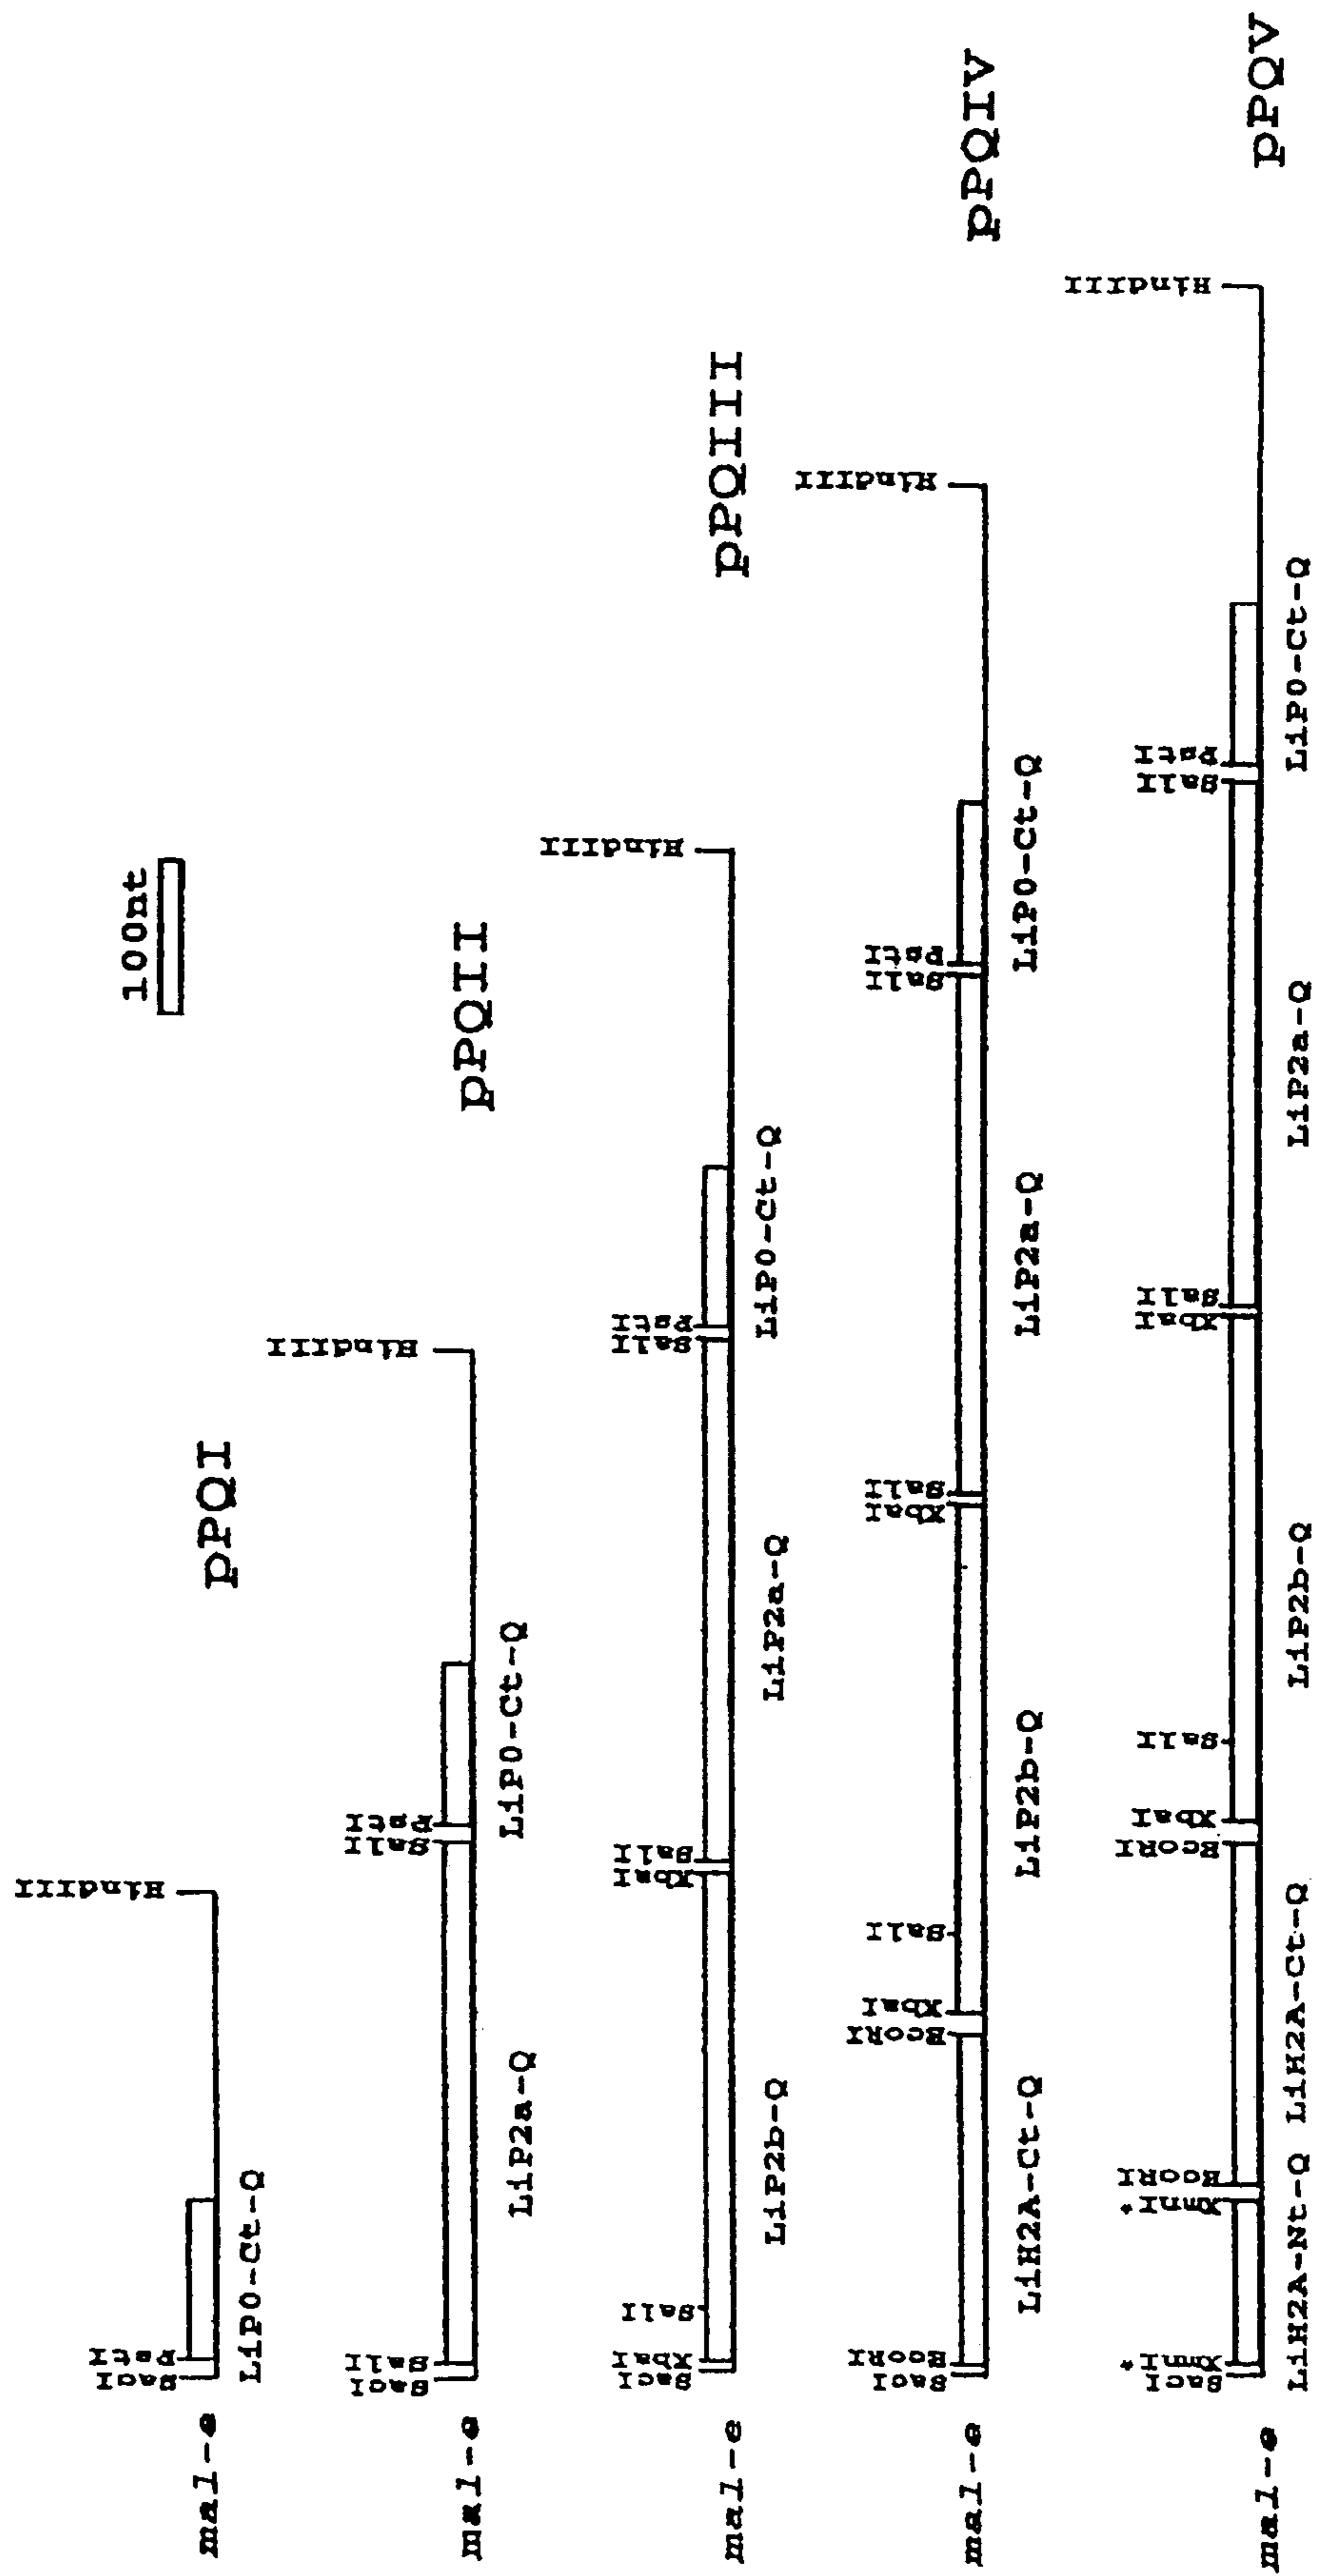 100nt
pPQI
SacI PstI HindIII
mal-e
LiP0-Ct-Q
pPQII
SacI SalI SalI PstI HindIII
mal-e
LiP2a-Q LiP0-Ct-Q
pPQIII
SacI XbaI SalI XbaI SalI SalI PstI HindIII
mal-e
LiP2b-Q LiP2a-Q LiP0-Ct-Q
pPQIV
SacI EcoRI EcoRI XbaI SalI XbaI SalI SalI PstI HindIII
mal-e
LiH2A-Ct-Q LiP2b-Q LiP2a-Q LiP0-Ct-Q
pPQV
SacI XmnI* XmnI* EcoRI EcoRI XbaI SalI XbaI SalI SalI PstI HindIII
mal-e
LiH2A-Nt-Q LiH2A-Ct-Q LiP2b-Q LiP2a-Q LiP0-Ct-Q